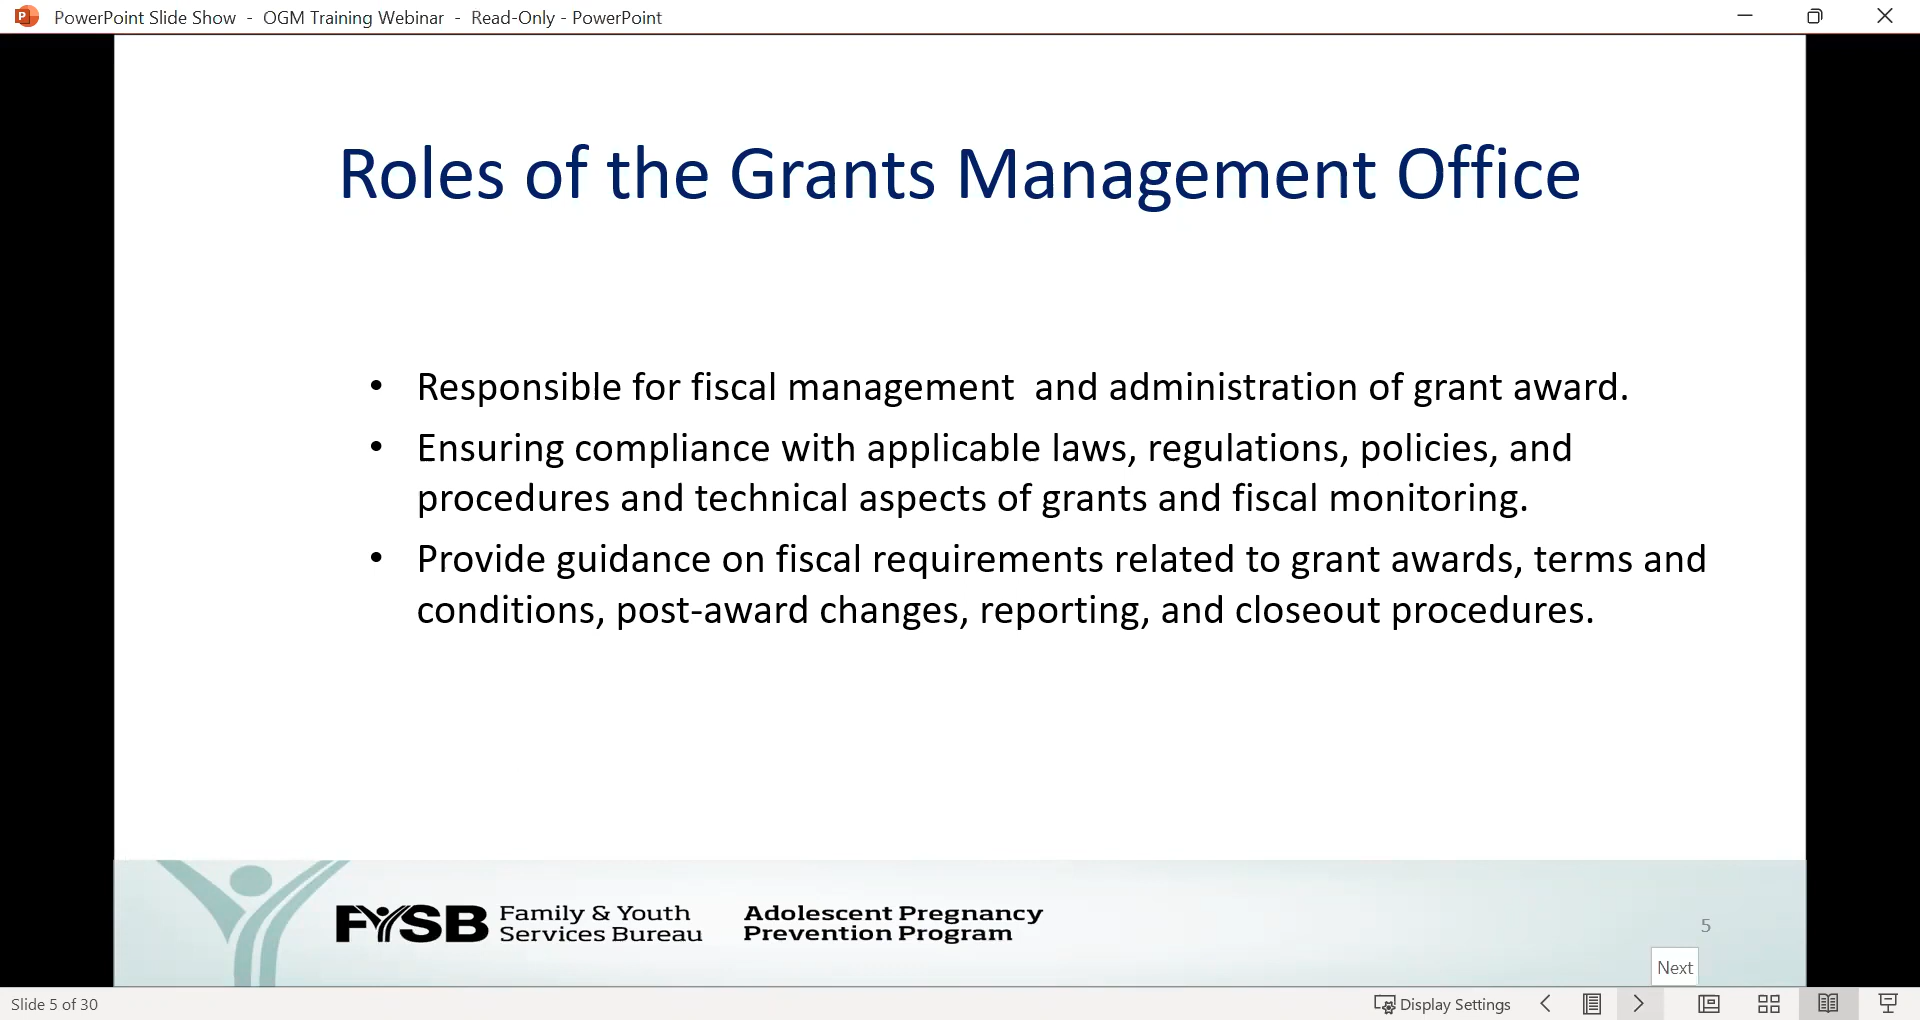 PowerPoint Slide Show - OGM Training Webinar - Read-Only - PowerPoint
Roles of the Grants Management Office
• Responsible for fiscal management  and administration of grant award.
• Ensuring compliance with applicable laws, regulations, policies, and
procedures and technical aspects of grants and fiscal monitoring.
• Provide guidance on fiscal requirements related to grant awards, terms and
conditions, post-award changes, reporting, and closeout procedures.
FYSB Family & Youth
Services Bureau
Adolescent Pregnancy
Prevention Program
5
Next
Slide 5 of 30
Display Settings